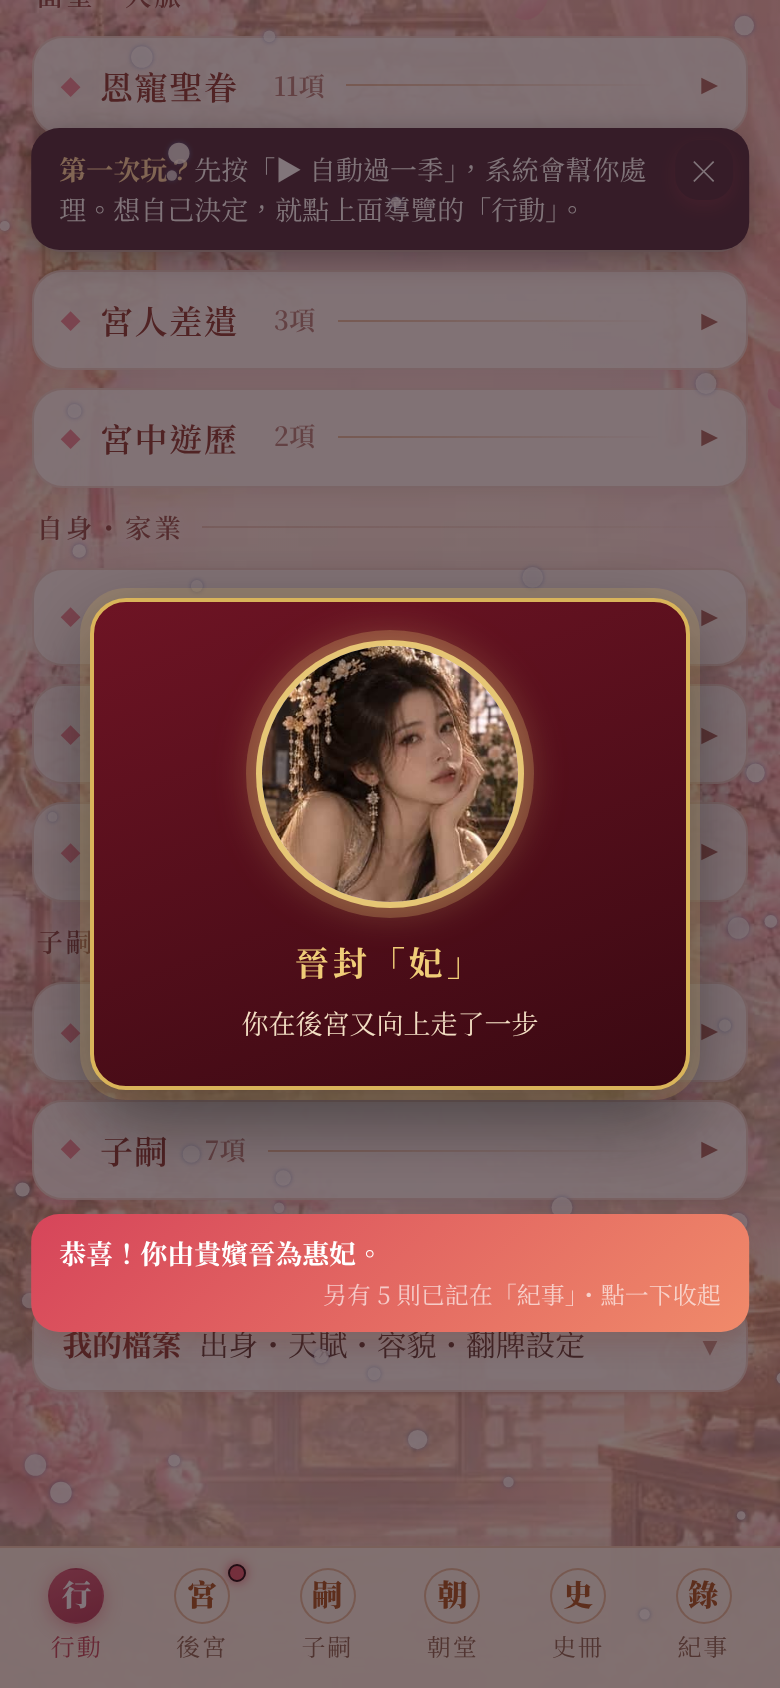 恩寵聖眷 11項 ▶
第一次玩？先按「▶ 自動過一季」，系統會幫你處
理。想自己決定，就點上面導覽的「行動」。
宮人差遣 3項 ▶
宮中遊歷 2項 ▶
自身・家業
晉封「妃」
你在後宮又向上走了一步
子嗣
子嗣 7項 ▶
恭喜！你由貴嬪晉為惠妃。
另有 5 則已記在「紀事」・點一下收起
我的檔案 出身・天賦・容貌・翻牌設定 ▼
行 宮 嗣 朝 史 錄
行動 後宮 子嗣 朝堂 史冊 紀事